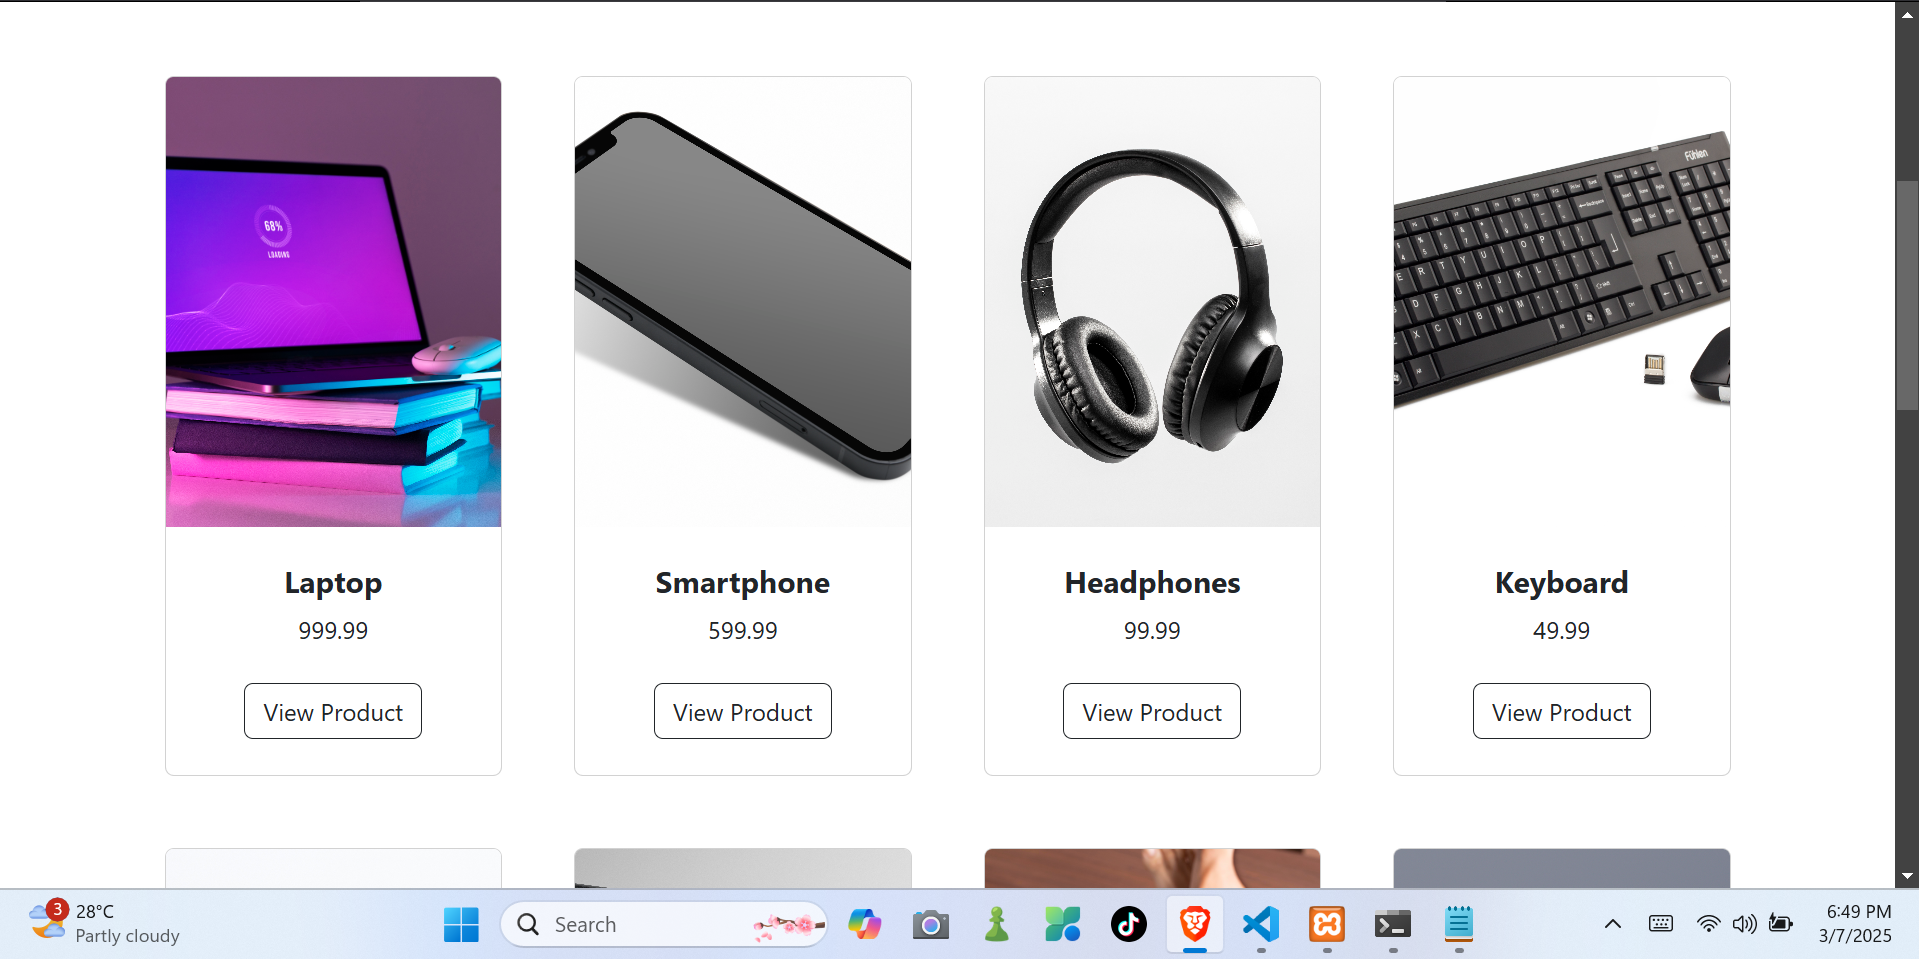 68%
LOADING
Fühlen
Laptop
Smartphone
Headphones
Keyboard
999.99
599.99
99.99
49.99
View Product
View Product
View Product
View Product
3
28°C
Partly cloudy
Search
6:49 PM
3/7/2025